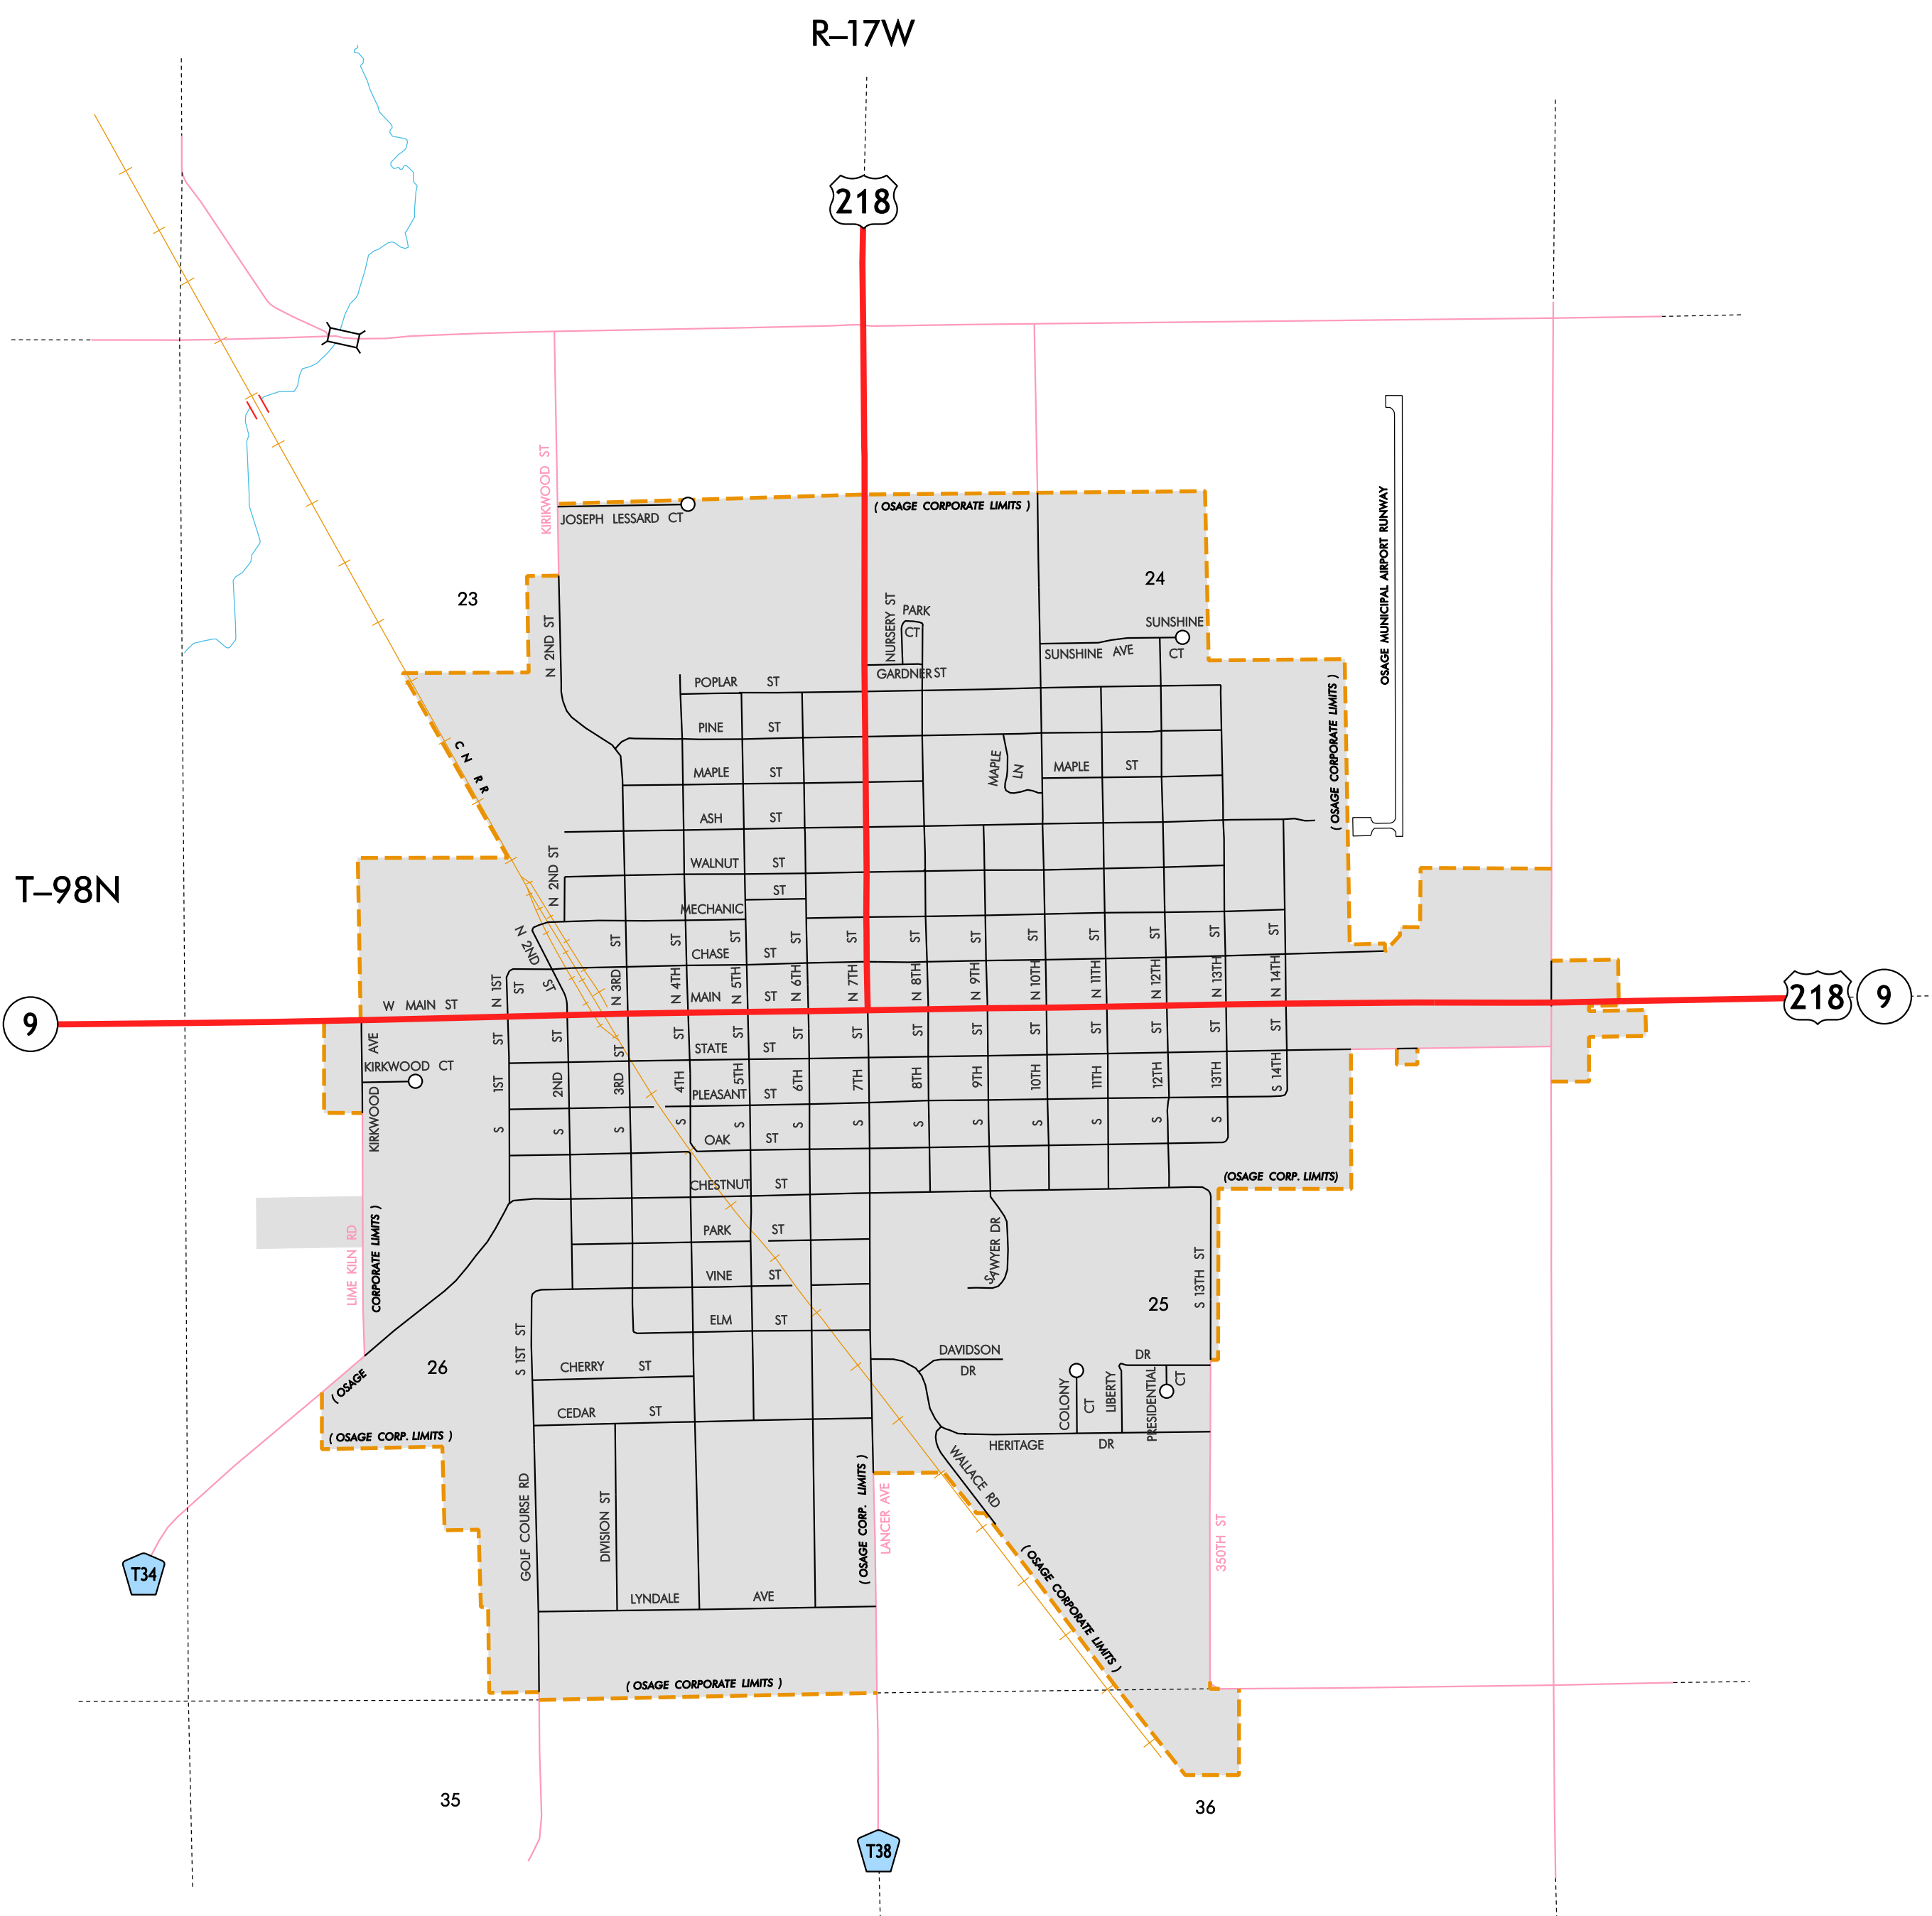 R–17W
218
KIRIKWOOD ST
JOSEPH LESSARD CT
( OSAGE CORPORATE LIMITS )
OSAGE MUNICIPAL AIRPORT RUNWAY
23
24
N 2ND ST
NURSERY ST
PARK
CT
SUNSHINE
CT
SUNSHINE AVE
GARDNER ST
POPLAR ST
PINE ST
MAPLE ST
MAPLE LN
MAPLE ST
( OSAGE CORPORATE LIMITS )
C N R R
ASH ST
WALNUT ST
N 2ND ST
ST
MECHANIC
T–98N
N 2ND ST
CHASE ST
N 1ST ST
N 3RD ST
N 4TH ST
N 5TH ST
N 6TH ST
N 7TH ST
N 8TH ST
N 9TH ST
N 10TH ST
N 11TH ST
N 12TH ST
N 13TH ST
N 14TH ST
W MAIN ST
MAIN ST
9
218
9
KIRKWOOD AVE
KIRKWOOD CT
STATE ST
S 1ST ST
S 2ND ST
S 3RD ST
S 4TH ST
S 5TH ST
S 6TH ST
S 7TH ST
S 8TH ST
S 9TH ST
S 10TH ST
S 11TH ST
S 12TH ST
S 13TH ST
S 14TH ST
PLEASANT ST
OAK ST
CHESTNUT ST
(OSAGE CORP. LIMITS)
PARK ST
SAWYER DR
S 13TH ST
LIME KILN RD
( OSAGE CORPORATE LIMITS )
VINE ST
25
ELM ST
S 1ST ST
26
CHERRY ST
DAVIDSON
DR
DR
COLONY CT
LIBERTY
PRESIDENTIAL CT
CEDAR ST
( OSAGE CORP. LIMITS )
HERITAGE DR
WALLACE RD
GOLF COURSE RD
DIVISION ST
( OSAGE CORP. LIMITS )
LANCER AVE
350TH ST
T34
( OSAGE CORPORATE LIMITS )
LYNDALE AVE
( OSAGE CORPORATE LIMITS )
35
36
T38